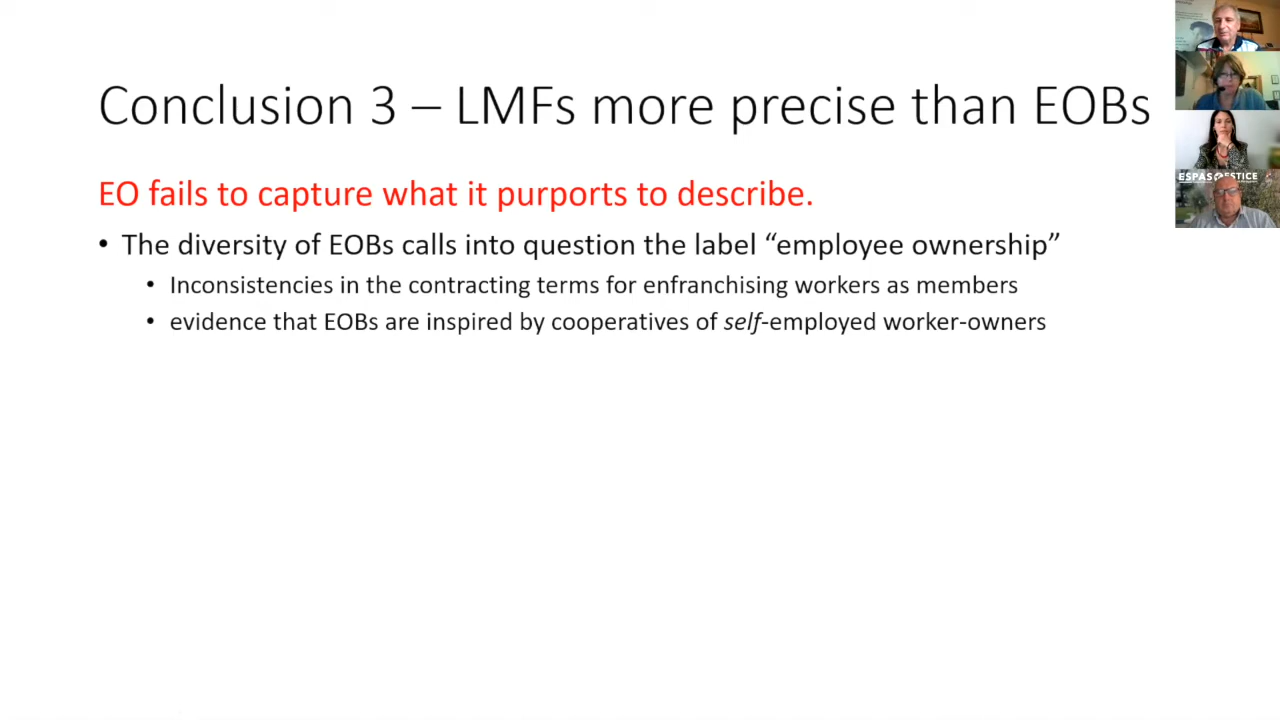 Conclusion 3 – LMFs more precise than EOBs
EO fails to capture what it purports to describe.
• The diversity of EOBs calls into question the label “employee ownership”
• Inconsistencies in the contracting terms for enfranchising workers as members
• evidence that EOBs are inspired by cooperatives of self-employed worker-owners